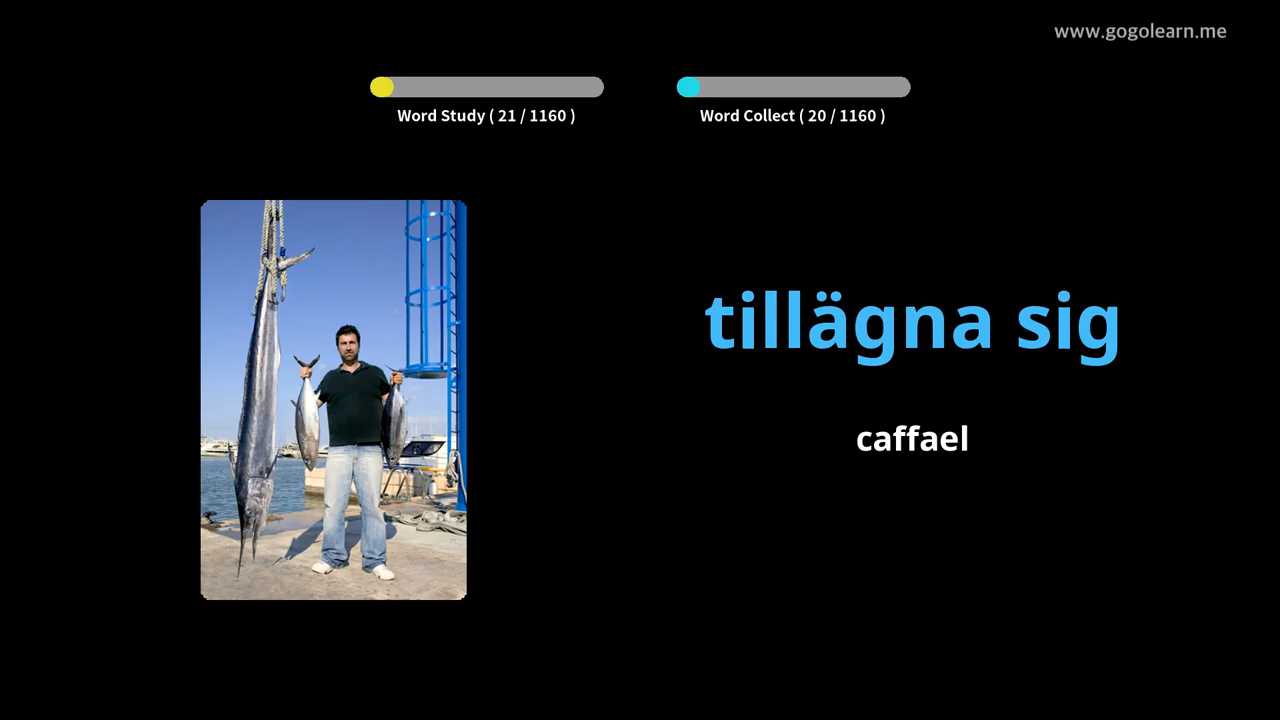 www.gogolearn.me
Word Study ( 21 / 1160 )
Word Collect ( 20 / 1160 )
tillägna sig
caffael